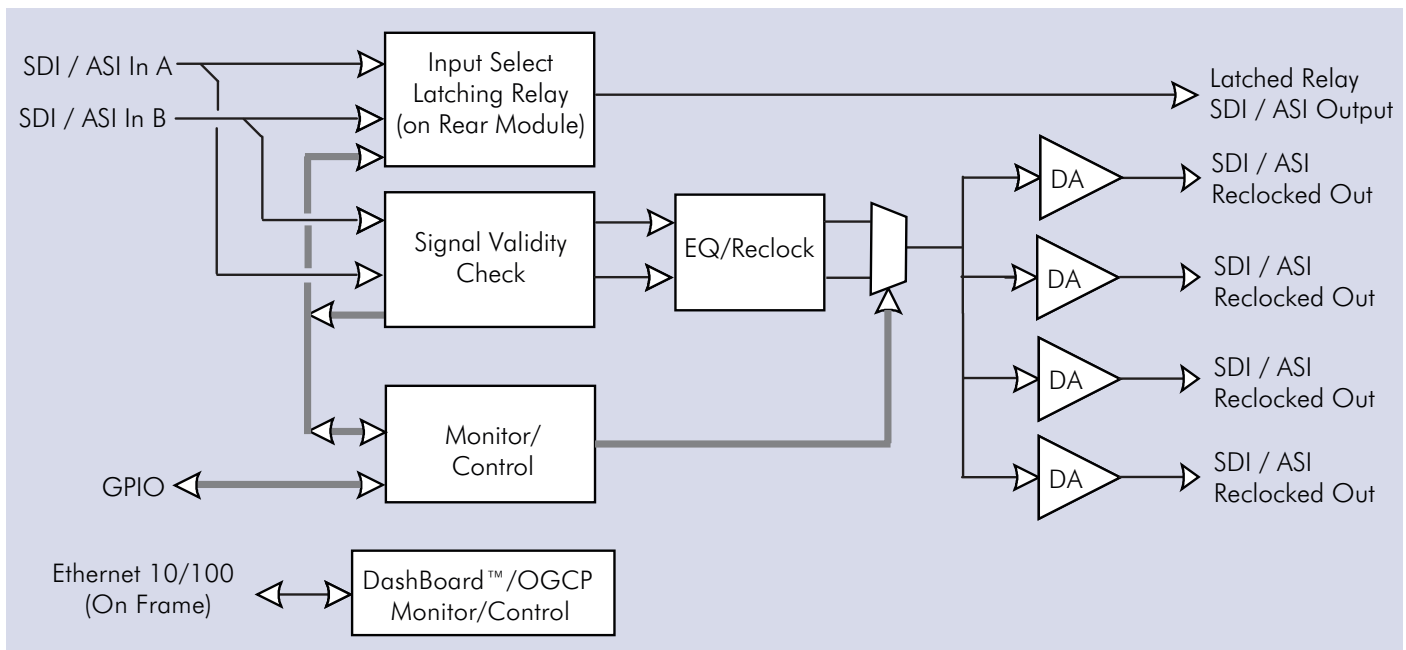 SDI / ASI In A
SDI / ASI In B
Input Select
Latching Relay
(on Rear Module)
Latched Relay
SDI / ASI Output
Signal Validity
Check
EQ/Reclock
DA
SDI / ASI
Reclocked Out
DA
SDI / ASI
Reclocked Out
DA
SDI / ASI
Reclocked Out
DA
SDI / ASI
Reclocked Out
Monitor/
Control
GPIO
Ethernet 10/100
(On Frame)
DashBoard™/OGCP
Monitor/Control